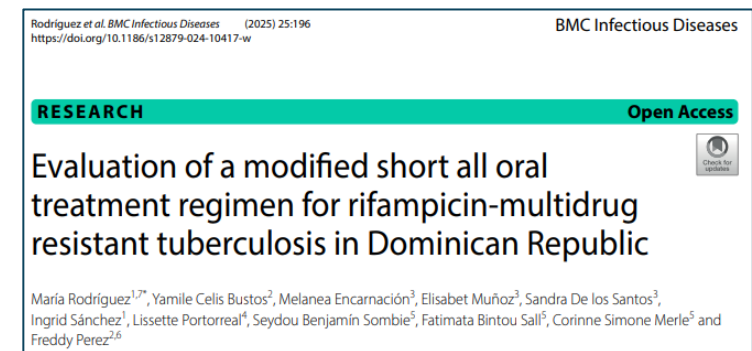 Rodríguez et al. BMC Infectious Diseases (2025) 25:196
https://doi.org/10.1186/s12879-024-10417-w
BMC Infectious Diseases
RESEARCH
Open Access
Check for
updates
Evaluation of a modified short all oral
treatment regimen for rifampicin-multidrug
resistant tuberculosis in Dominican Republic
María Rodríguez1,7*, Yamile Celis Bustos2, Melanea Encarnación3, Elisabet Muñoz3, Sandra De los Santos3,
Ingrid Sánchez1, Lissette Portorreal4, Seydou Benjamín Sombie5, Fatimata Bintou Sall5, Corinne Simone Merle5 and
Freddy Perez2,6